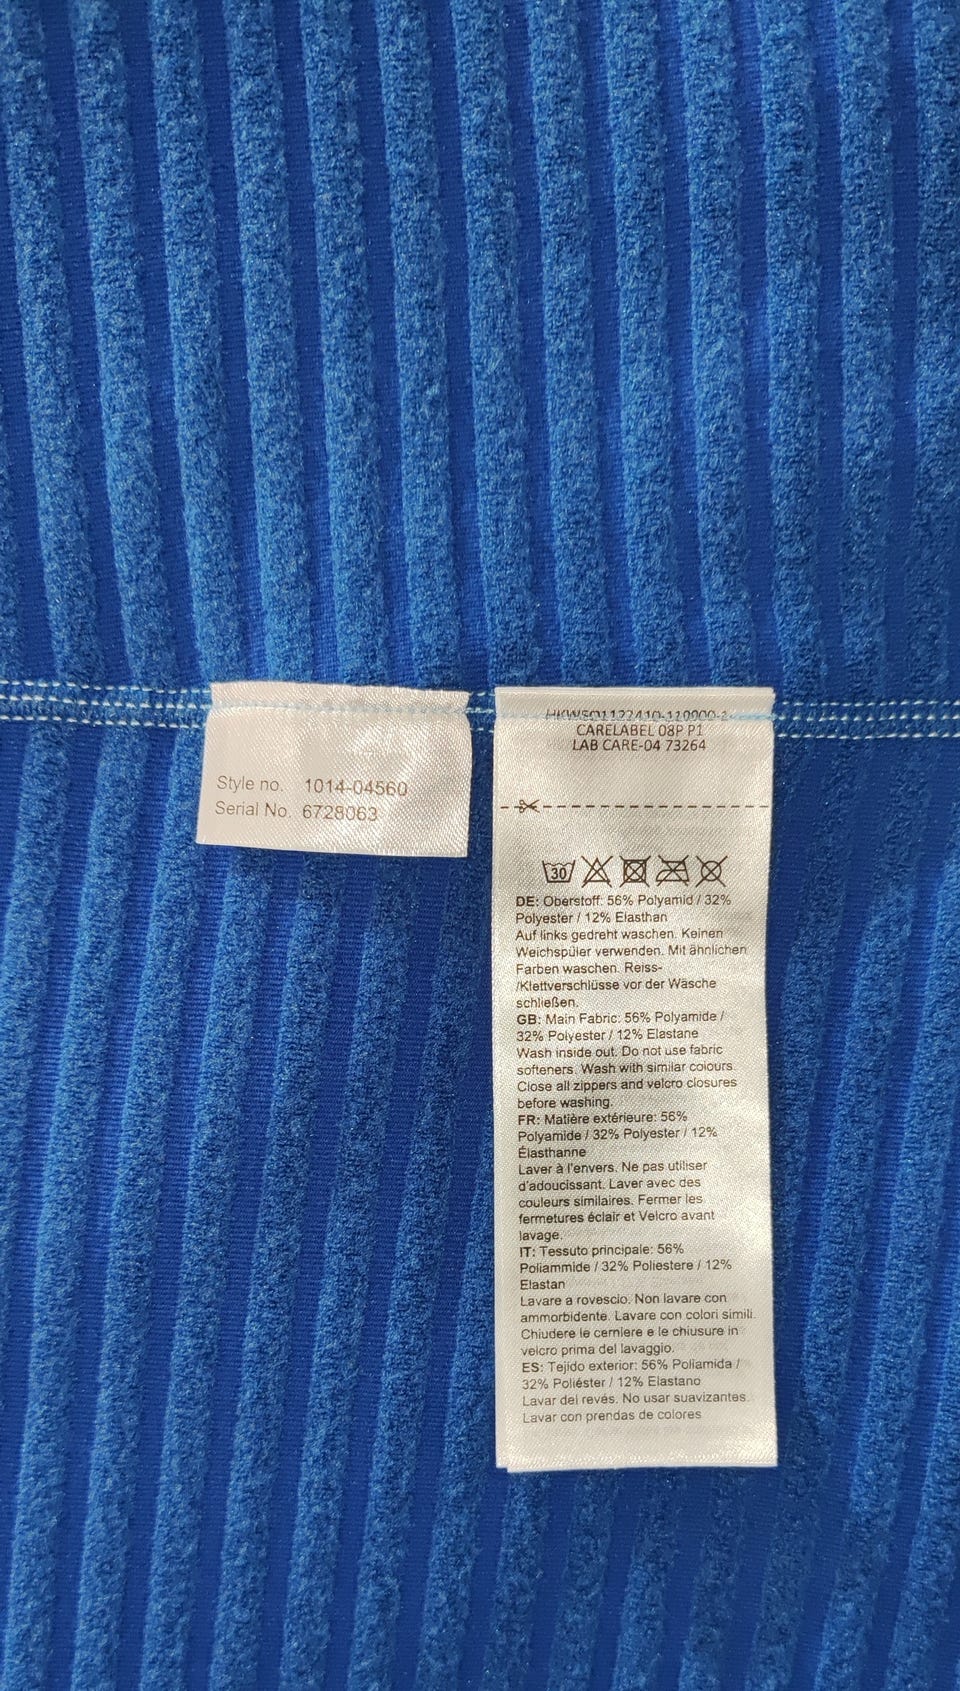 Style no. 1014-04560
Serial No. 6728063
CARELABEL 08P P1
LAB CARE-04 73264
30
DE: Oberstoff: 56% Polyamid / 32%
Polyester / 12% Elasthan
Auf links gedreht waschen. Keinen
Weichspüler verwenden. Mit ähnlichen
Farben waschen. Reiss-
/Klettverschlüsse vor der Wäsche
schließen.
GB: Main Fabric: 56% Polyamide /
32% Polyester / 12% Elastane
Wash inside out. Do not use fabric
softeners. Wash with similar colours.
Close all zippers and velcro closures
before washing.
FR: Matière extérieure: 56%
Polyamide / 32% Polyester / 12%
Élasthanne
Laver à l'envers. Ne pas utiliser
d'adoucissant. Laver avec des
couleurs similaires. Fermer les
fermetures éclair et Velcro avant
lavage.
IT: Tessuto principale: 56%
Poliammide / 32% Poliestere / 12%
Elastan
Lavare a rovescio. Non lavare con
ammorbidente. Lavare con colori simili.
Chiudere le cerniere e le chiusure in
velcro prima del lavaggio.
ES: Tejido exterior: 56% Poliamida /
32% Poliéster / 12% Elastano
Lavar del revés. No usar suavizantes.
Lavar con prendas de colores